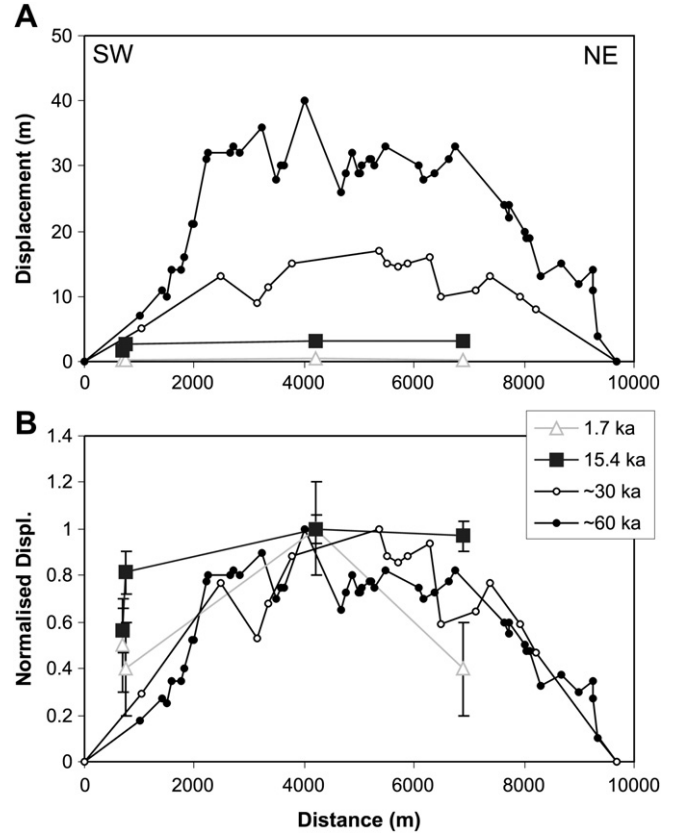 A
50
SW
NE
40
30
20
10
0
Displacement (m)
0
2000
4000
6000
8000
10000
B
1.4
1.2
1
0.8
0.6
0.4
0.2
0
Normalised Displ.
1.7 ka
15.4 ka
~30 ka
~60 ka
0
2000
4000
6000
8000
10000
Distance (m)